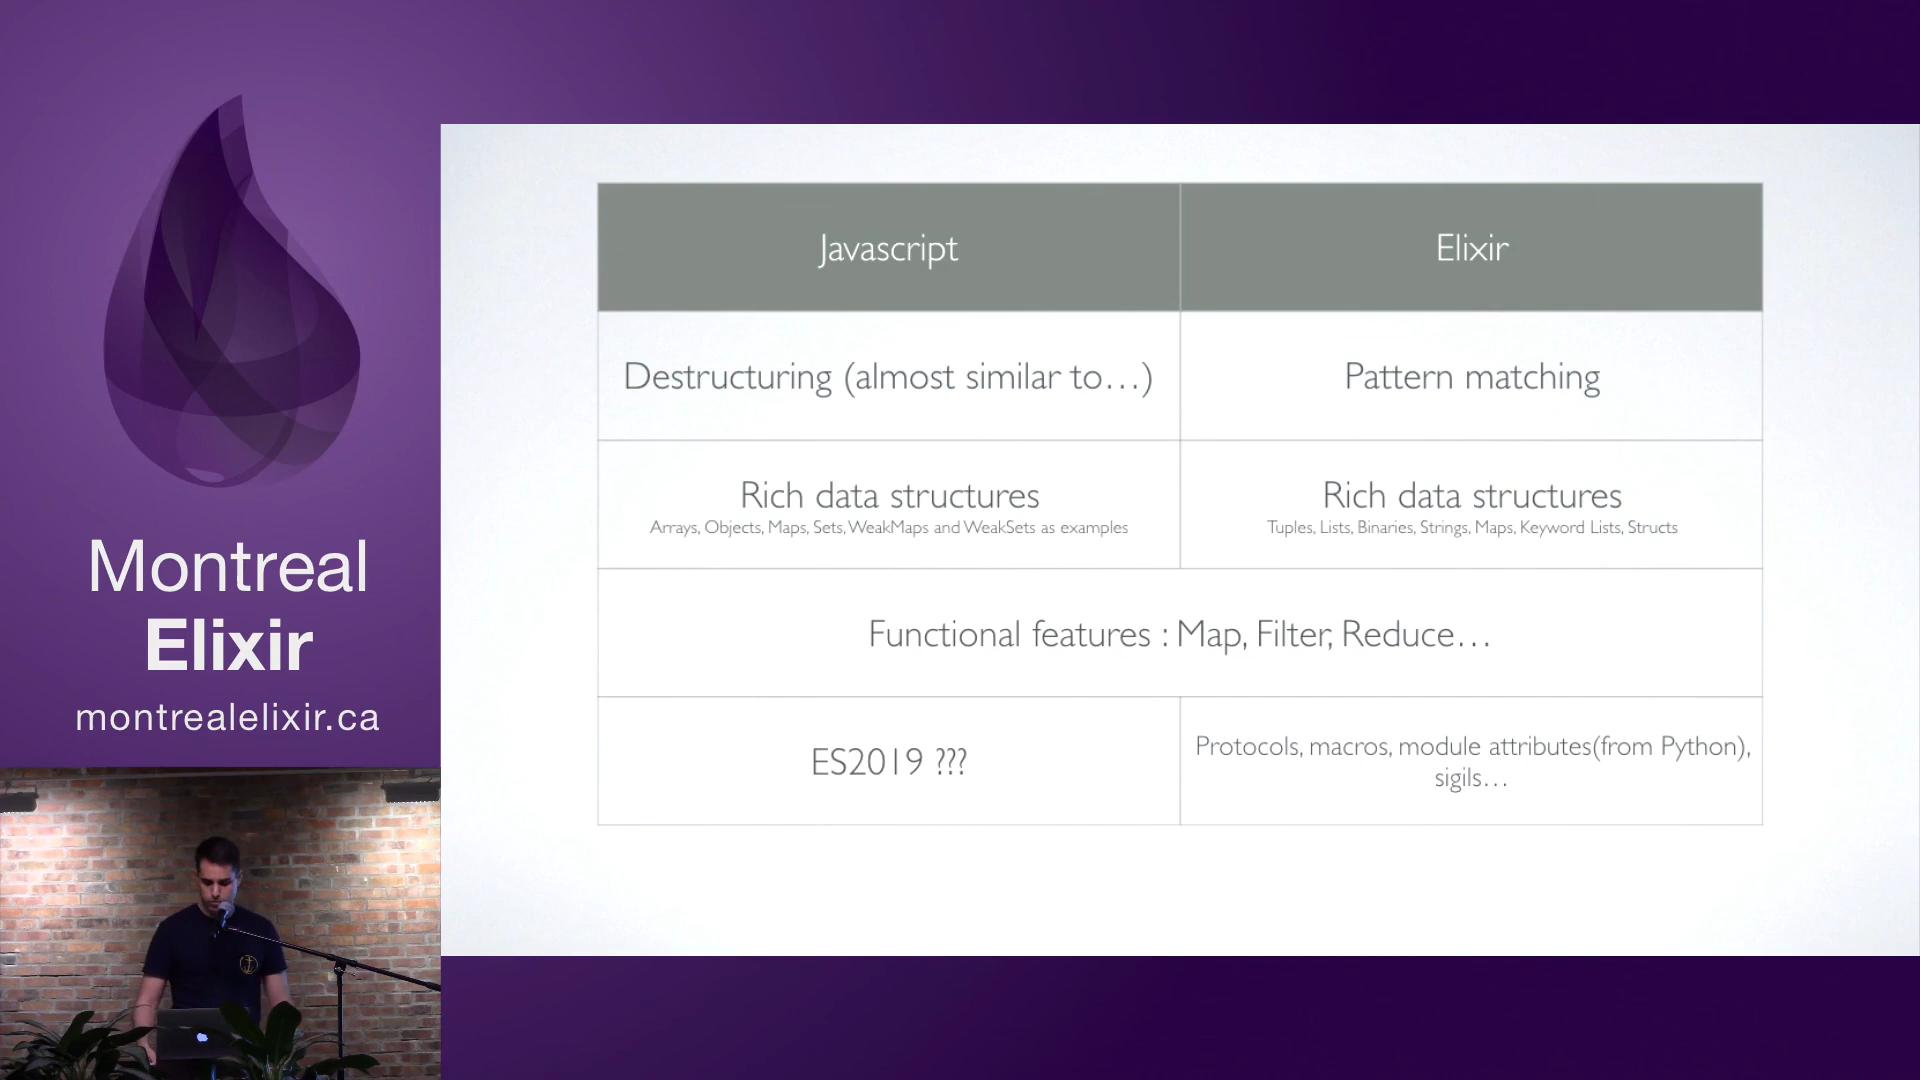 Montreal
Elixir
montrealelixir.ca
Javascript
Elixir
Destructuring (almost similar to…)
Pattern matching
Rich data structures
Arrays, Objects, Maps, Sets, WeakMaps and WeakSets as examples
Rich data structures
Tuples, Lists, Binaries, Strings, Maps, Keyword Lists, Structs
Functional features : Map, Filter, Reduce…
ES2019 ???
Protocols, macros, module attributes(from Python),
sigils…